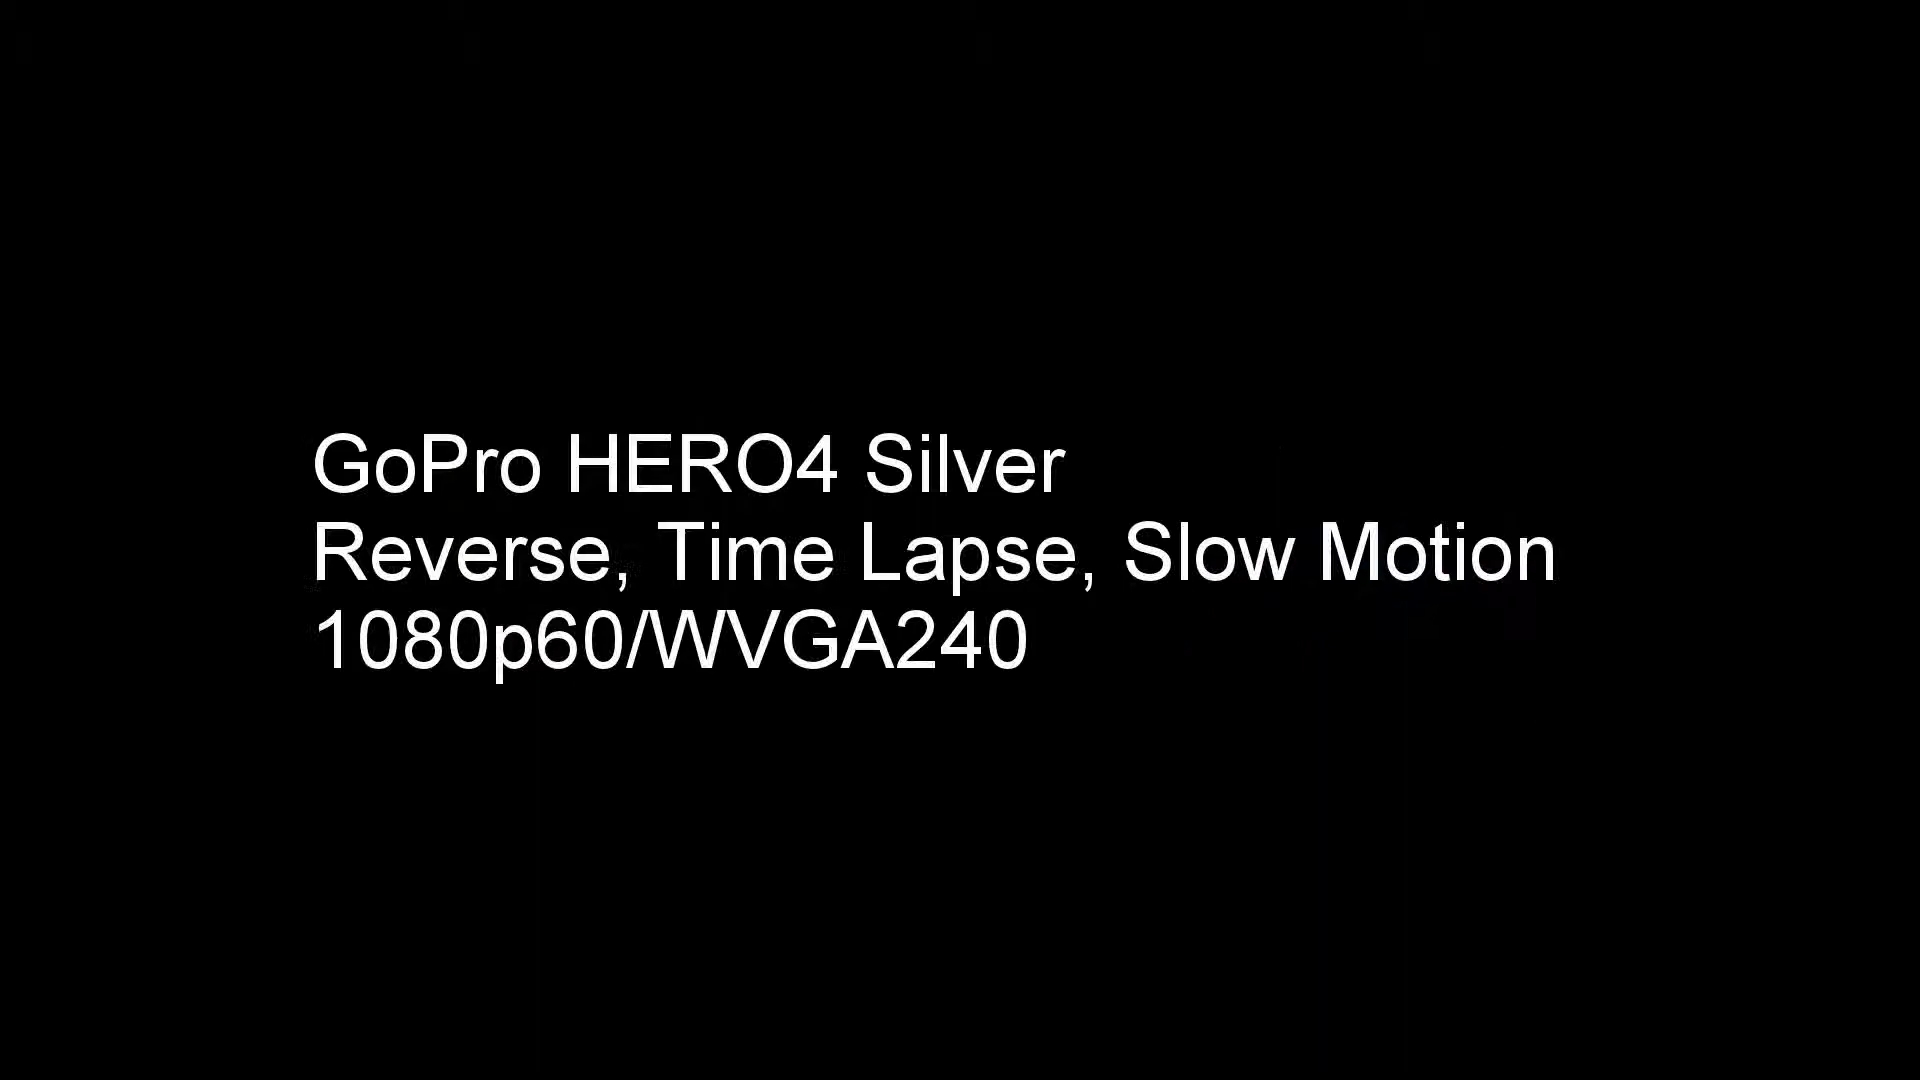 GoPro HERO4 Silver
Reverse, Time Lapse, Slow Motion
1080p60/WVGA240